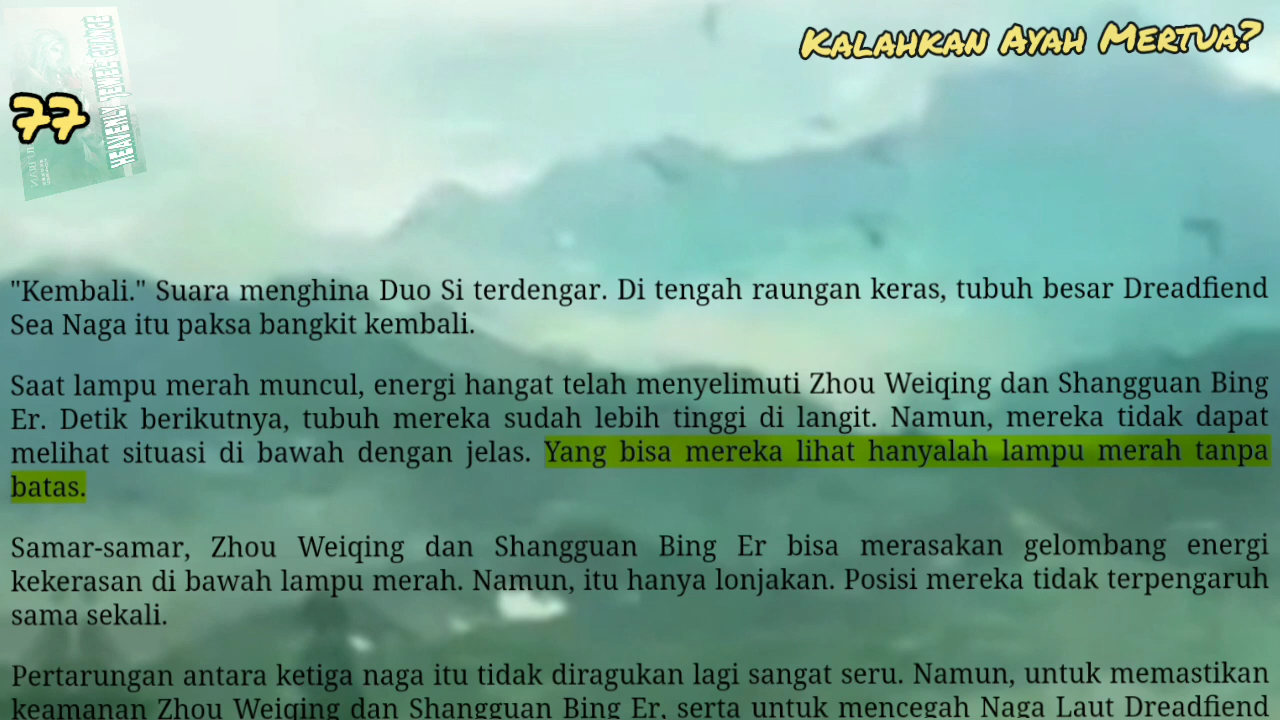 Kalahkan Ayah Mertua?
77
HEAVENLY JEWEL CHANGE
"Kembali." Suara menghina Duo Si terdengar. Di tengah raungan keras, tubuh besar Dreadfiend
Sea Naga itu paksa bangkit kembali.
Saat lampu merah muncul, energi hangat telah menyelimuti Zhou Weiqing dan Shangguan Bing
Er. Detik berikutnya, tubuh mereka sudah lebih tinggi di langit. Namun, mereka tidak dapat
melihat situasi di bawah dengan jelas. Yang bisa mereka lihat hanyalah lampu merah tanpa
batas.
Samar-samar, Zhou Weiqing dan Shangguan Bing Er bisa merasakan gelombang energi
kekerasan di bawah lampu merah. Namun, itu hanya lonjakan. Posisi mereka tidak terpengaruh
sama sekali.
Pertarungan antara ketiga naga itu tidak diragukan lagi sangat seru. Namun, untuk memastikan
keamanan Zhou Weiqing dan Shangguan Bing Er, serta untuk mencegah Naga Laut Dreadfiend